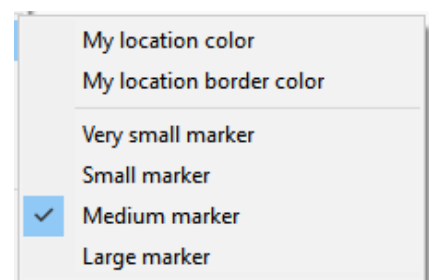 My location color
My location border color
Very small marker
Small marker
Medium marker
Large marker